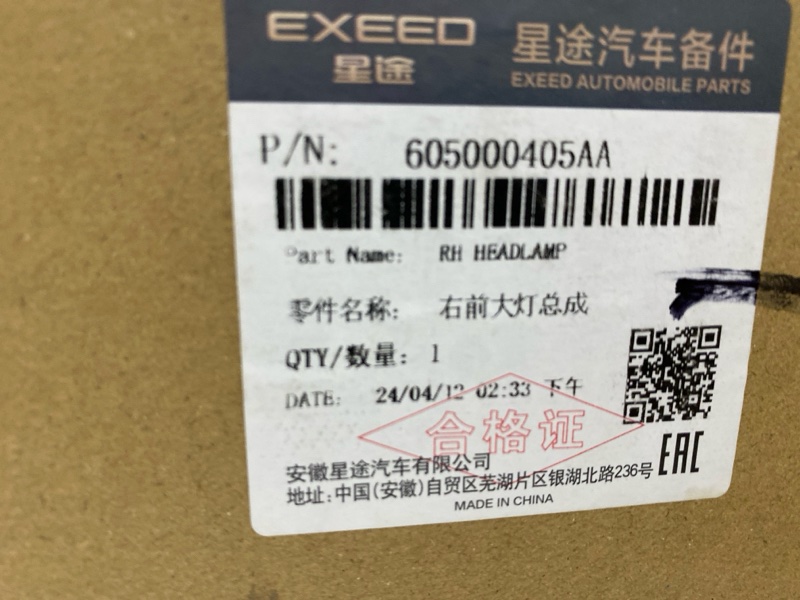 EXEED
星途
星途汽车备件
EXEED AUTOMOBILE PARTS
P/N: 605000405AA
Part Name: RH HEADLAMP
零件名称: 右前大灯总成
QTY/数量: 1
DATE: 24/04/12 02:33 下午
合格证
安徽星途汽车有限公司
地址:中国(安徽)自贸区芜湖片区银湖北路236号
EAC
MADE IN CHINA